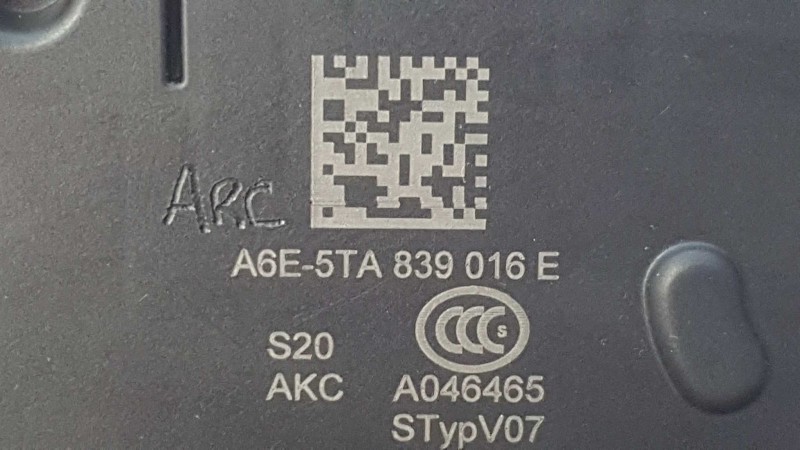 ARC
A6E-5TA 839 016 E
CCC S
S20
AKC A046465
STypV07